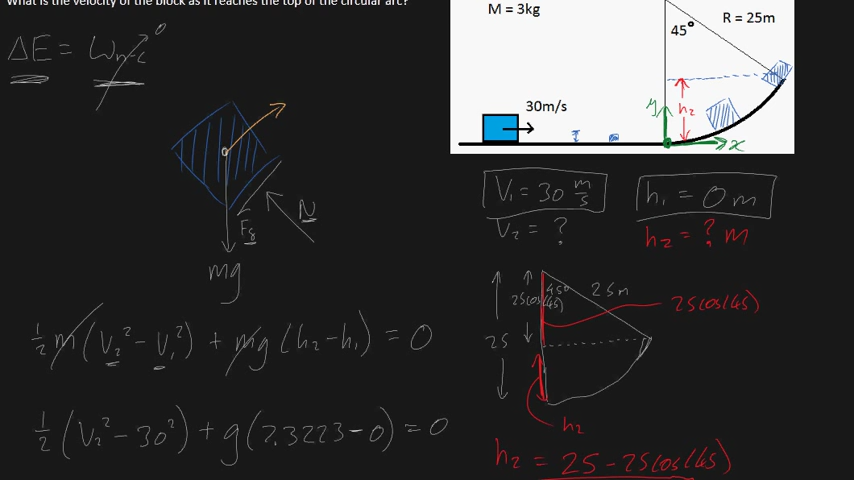 What is the velocity of the block as it reaches the top of the circular arc?
ΔE = Wn-c 0
M = 3kg
R = 25m
45°
30m/s
h2
y
x
N
Ff
mg
V1 = 30 m/s
h1 = 0 m
V2 = ?
h2 = ? m
25cos(45)
45°
25m
25cos(45)
25
h2
1/2 m(V2² - V1²) + mg(h2 - h1) = 0
1/2 (V2² - 30²) + g(7.3223 - 0) = 0
h2 = 25 - 25cos(45)